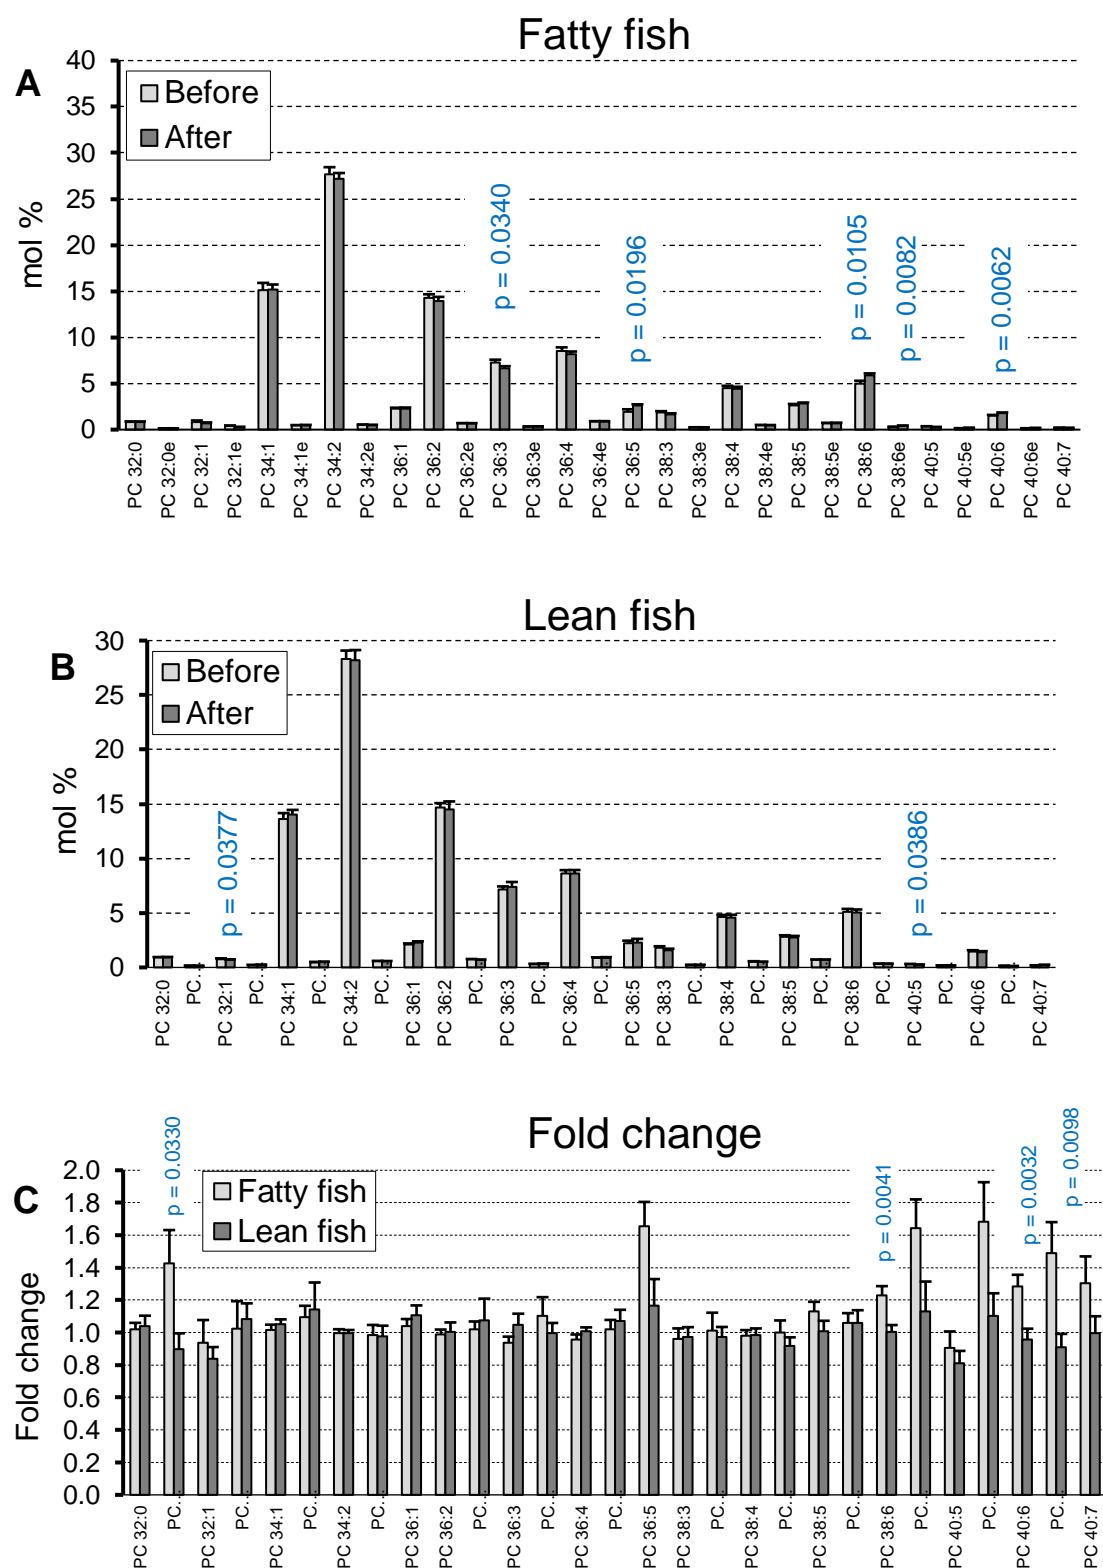 Fatty fish
A
40
35
30
25
20
15
10
5
0
mol %
Before
After
p = 0.0340
p = 0.0196
p = 0.0105
p = 0.0082
p = 0.0062
PC 32:0
PC 32:0e
PC 32:1
PC 32:1e
PC 34:1
PC 34:1e
PC 34:2
PC 34:2e
PC 36:1
PC 36:2
PC 36:2e
PC 36:3
PC 36:3e
PC 36:4
PC 36:4e
PC 36:5
PC 38:3
PC 38:3e
PC 38:4
PC 38:4e
PC 38:5
PC 38:5e
PC 38:6
PC 38:6e
PC 40:5
PC 40:5e
PC 40:6
PC 40:6e
PC 40:7
Lean fish
B
30
25
20
15
10
5
0
mol %
Before
After
p = 0.0377
p = 0.0386
PC 32:0
PC...
PC 32:1
PC...
PC 34:1
PC...
PC 34:2
PC...
PC 36:1
PC 36:2
PC...
PC 36:3
PC...
PC 36:4
PC...
PC 36:5
PC 38:3
PC...
PC 38:4
PC...
PC 38:5
PC...
PC 38:6
PC...
PC 40:5
PC...
PC 40:6
PC...
PC 40:7
Fold change
C
2.0
1.8
1.6
1.4
1.2
1.0
0.8
0.6
0.4
0.2
0.0
Fold change
Fatty fish
Lean fish
p = 0.0330
p = 0.0041
p = 0.0032
p = 0.0098
PC 32:0
PC...
PC 32:1
PC...
PC 34:1
PC...
PC 34:2
PC...
PC 36:1
PC 36:2
PC...
PC 36:3
PC...
PC 36:4
PC...
PC 36:5
PC 38:3
PC...
PC 38:4
PC...
PC 38:5
PC...
PC 38:6
PC...
PC 40:5
PC...
PC 40:6
PC...
PC 40:7